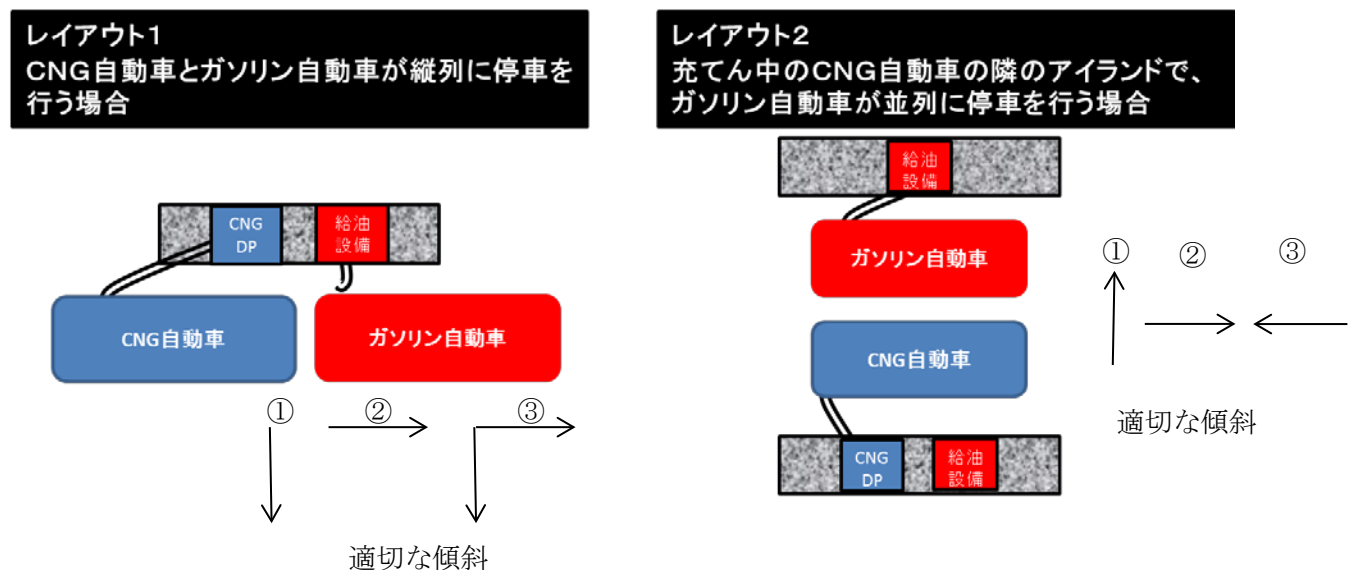 レイアウト1
CNG自動車とガソリン自動車が縦列に停車を
行う場合
CNG
DP
給油
設備
CNG自動車
ガソリン自動車
①
②
③
適切な傾斜
レイアウト2
充てん中のCNG自動車の隣のアイランドで、
ガソリン自動車が並列に停車を行う場合
給油
設備
ガソリン自動車
CNG自動車
CNG
DP
給油
設備
①
②
③
適切な傾斜